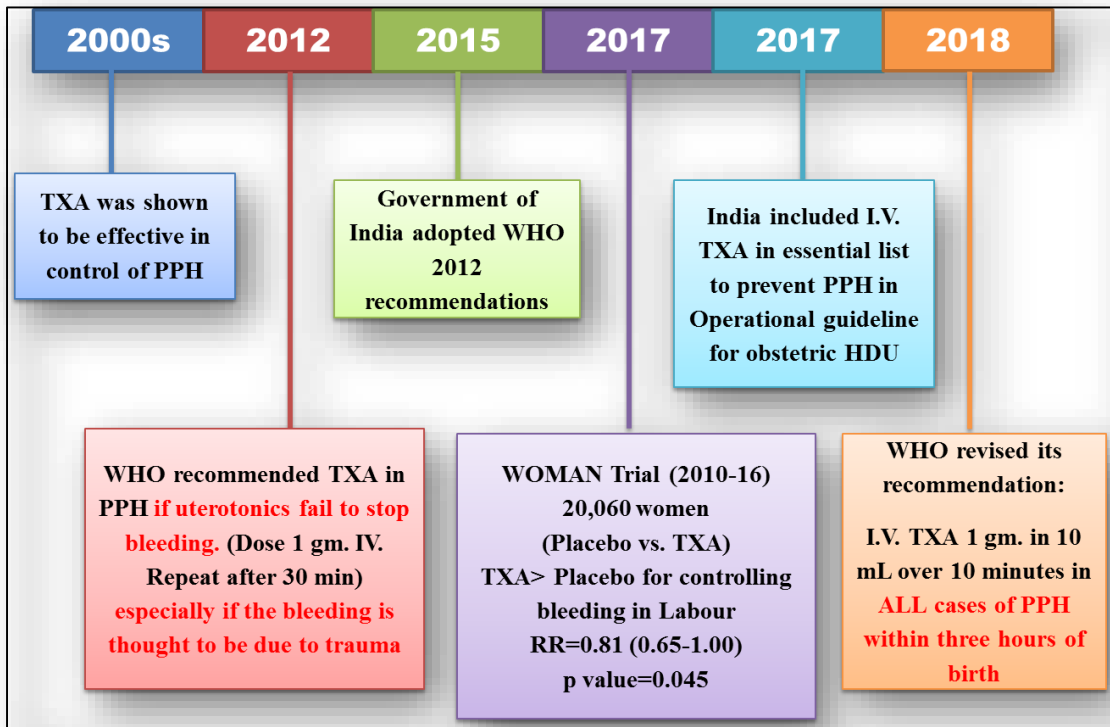 2000s
2012
2015
2017
2017
2018
TXA was shown
to be effective in
control of PPH
Government of
India adopted WHO
2012
recommendations
India included I.V.
TXA in essential list
to prevent PPH in
Operational guideline
for obstetric HDU
WHO recommended TXA in
PPH if uterotonics fail to stop
bleeding. (Dose 1 gm. IV.
Repeat after 30 min)
especially if the bleeding is
thought to be due to trauma
WOMAN Trial (2010-16)
20,060 women
(Placebo vs. TXA)
TXA> Placebo for controlling
bleeding in Labour
RR=0.81 (0.65-1.00)
p value=0.045
WHO revised its
recommendation:
I.V. TXA 1 gm. in 10
mL over 10 minutes in
ALL cases of PPH
within three hours of
birth